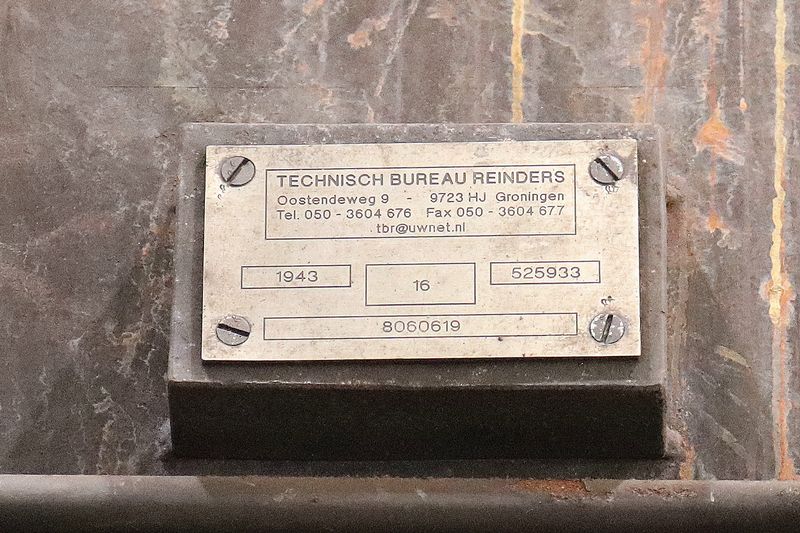 TECHNISCH BUREAU REINDERS
Oostendeweg 9 - 9723 HJ Groningen
Tel. 050 - 3604 676 Fax 050 - 3604 677
tbr@uwnet.nl
1943 16 525933
8060619